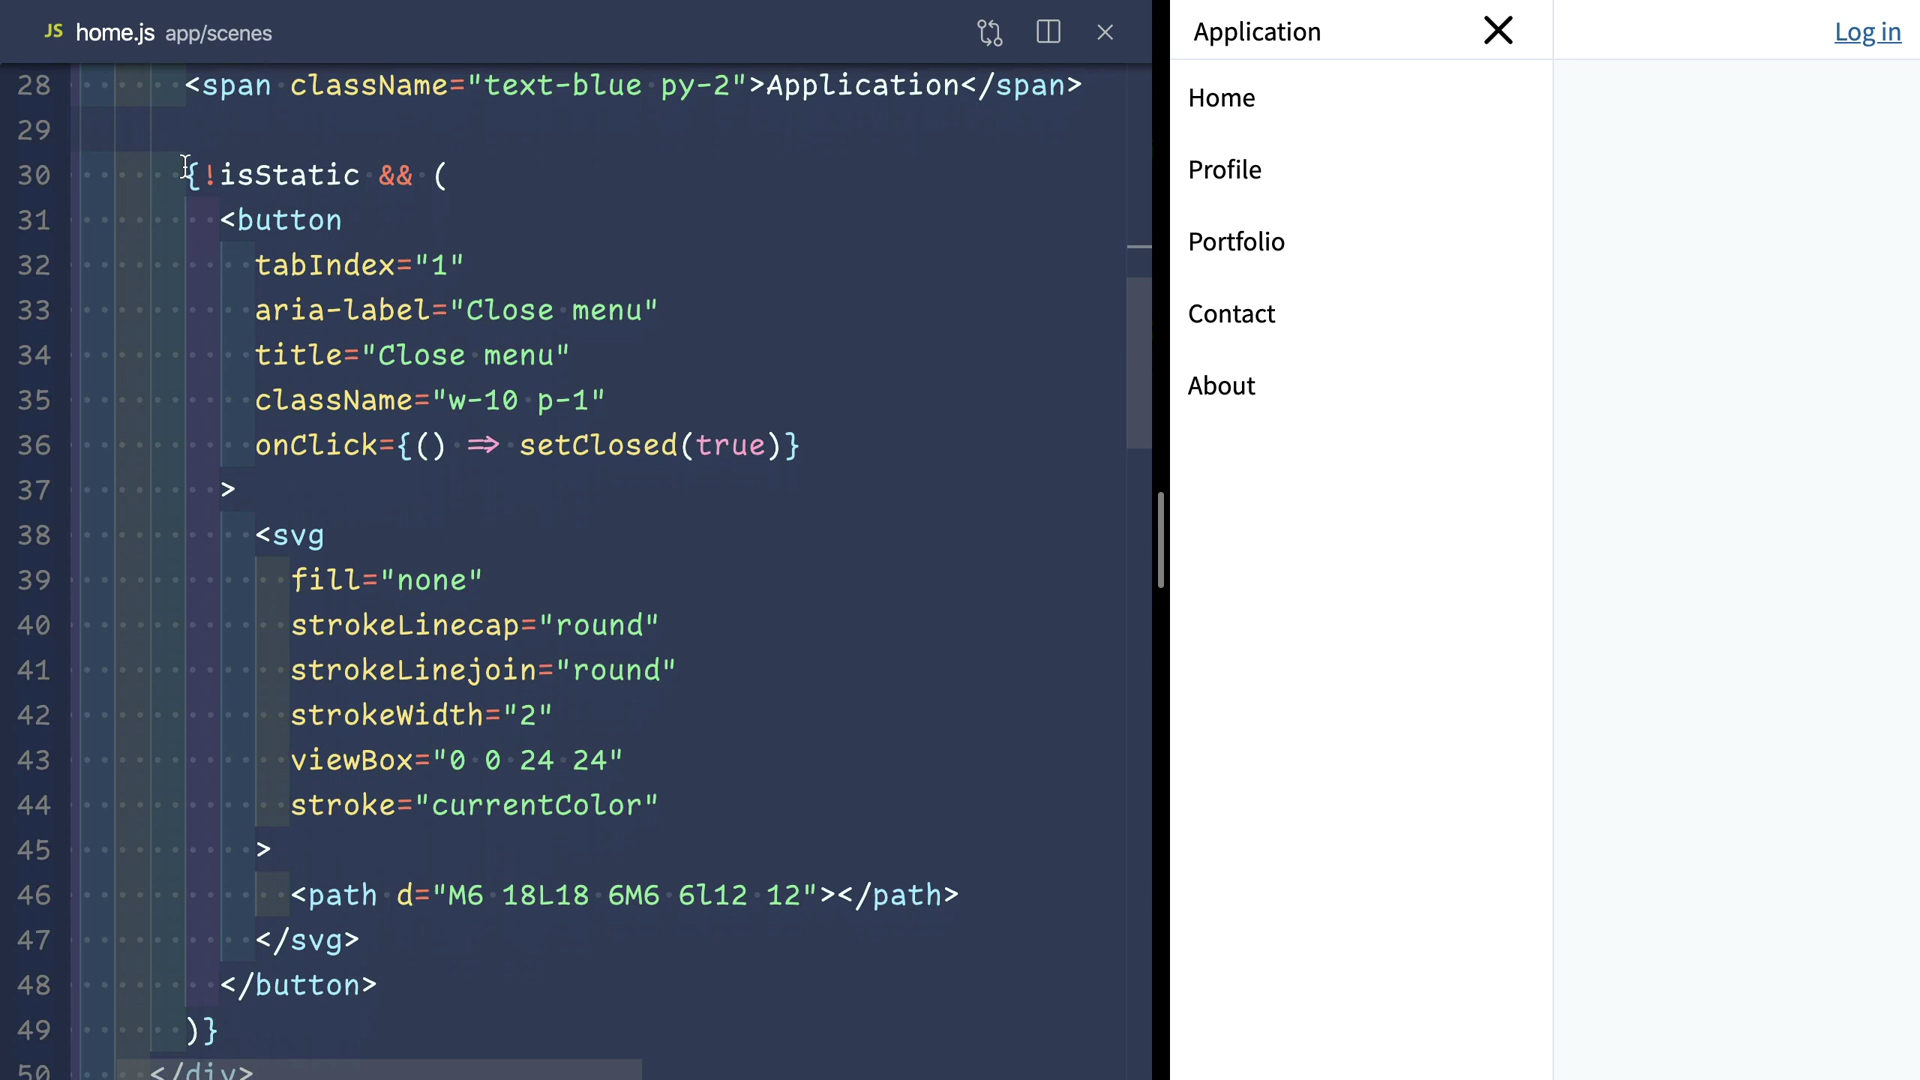 JS home.js app/scenes
28 <span className="text-blue py-2">Application</span>
29
30 {!isStatic && (
31 <button
32 tabIndex="1"
33 aria-label="Close menu"
34 title="Close menu"
35 className="w-10 p-1"
36 onClick={() => setClosed(true)}
37 >
38 <svg
39 fill="none"
40 strokeLinecap="round"
41 strokeLinejoin="round"
42 strokeWidth="2"
43 viewBox="0 0 24 24"
44 stroke="currentColor"
45 >
46 <path d="M6 18L18 6M6 6l12 12"></path>
47 </svg>
48 </button>
49 )}
50 </div>
Application
Log in
Home
Profile
Portfolio
Contact
About